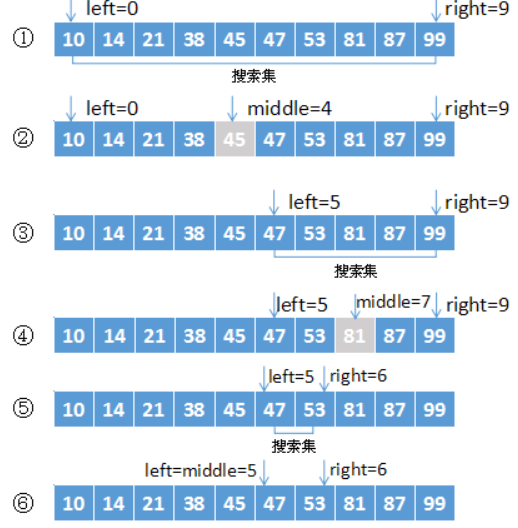 left=0 right=9
① 10 14 21 38 45 47 53 81 87 99
搜索集
left=0 middle=4 right=9
② 10 14 21 38 45 47 53 81 87 99
left=5 right=9
③ 10 14 21 38 45 47 53 81 87 99
搜索集
left=5 middle=7 right=9
④ 10 14 21 38 45 47 53 81 87 99
left=5 right=6
⑤ 10 14 21 38 45 47 53 81 87 99
搜索集
left=middle=5 right=6
⑥ 10 14 21 38 45 47 53 81 87 99